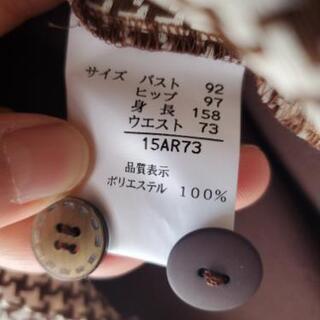 サイズ バスト 92
ヒップ 97
身長 158
ウエスト 73
15AR73
品質表示
ポリエステル 100%